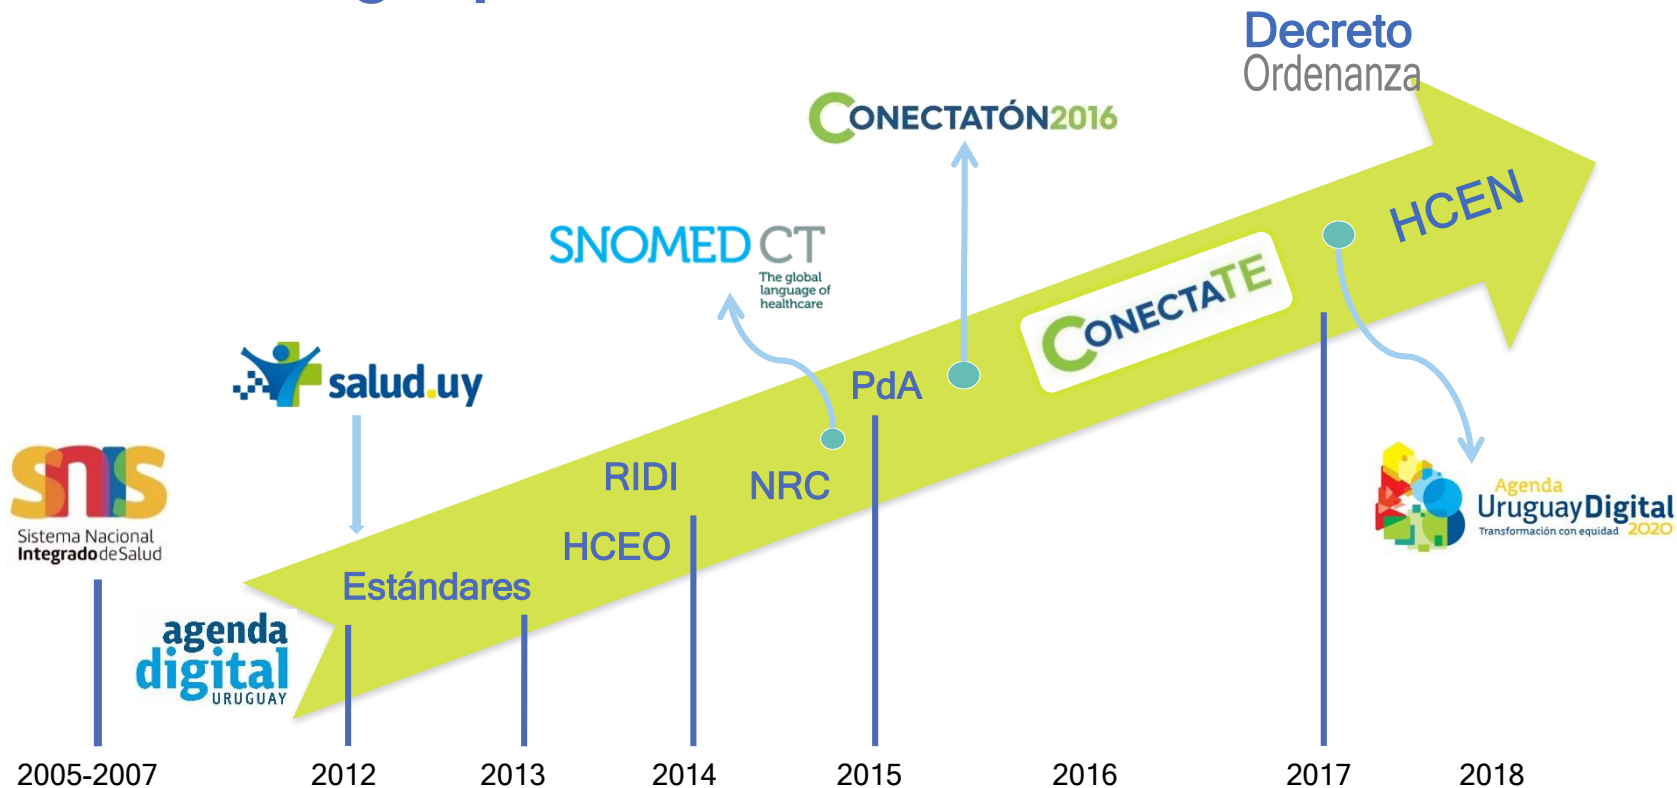 Decreto
Ordenanza
CONECTATÓN2016
HCEN
SNOMED CT
The global
language of
healthcare
CONECTATE
salud.uy
PdA
snis
Sistema Nacional
Integrado de Salud
RIDI
NRC
HCEO
Estándares
Agenda
UruguayDigital
Transformación con equidad 2020
agenda
digital
URUGUAY
2005-2007 2012 2013 2014 2015 2016 2017 2018